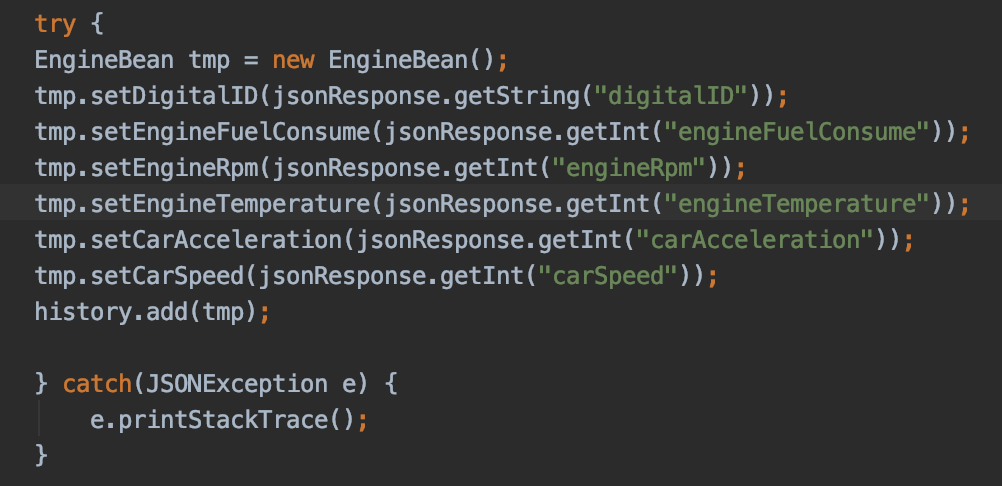 try {
EngineBean tmp = new EngineBean();
tmp.setDigitalID(jsonResponse.getString("digitalID"));
tmp.setEngineFuelConsume(jsonResponse.getInt("engineFuelConsume"));
tmp.setEngineRpm(jsonResponse.getInt("engineRpm"));
tmp.setEngineTemperature(jsonResponse.getInt("engineTemperature"));
tmp.setCarAcceleration(jsonResponse.getInt("carAcceleration"));
tmp.setCarSpeed(jsonResponse.getInt("carSpeed"));
history.add(tmp);
} catch(JSONException e) {
e.printStackTrace();
}